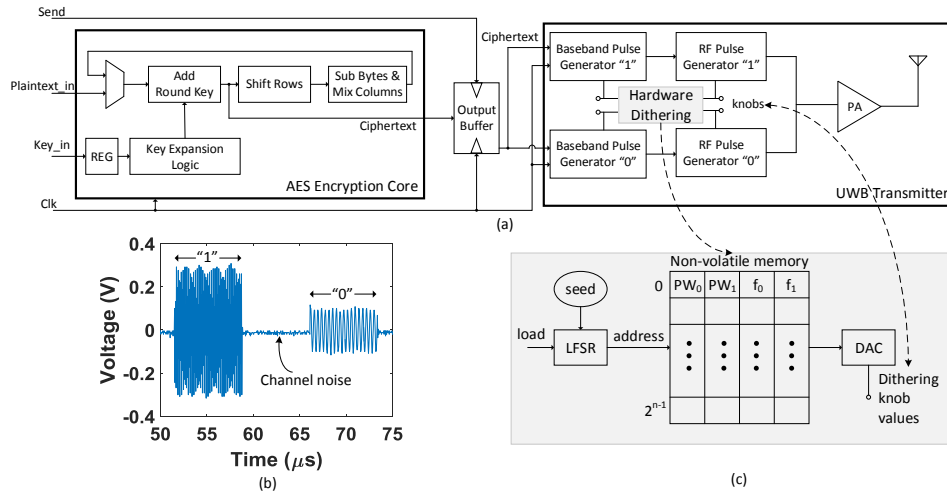 Send
Plaintext_in
Add
Round Key
Shift Rows
Sub Bytes &
Mix Columns
Ciphertext
Key_in
REG
Key Expansion
Logic
AES Encryption Core
Clk
Output
Buffer
Ciphertext
Baseband Pulse
Generator “1”
RF Pulse
Generator “1”
Hardware
Dithering
knobs
PA
Baseband Pulse
Generator “0”
RF Pulse
Generator “0”
UWB Transmitter
(a)
0.4
0.2
0
-0.2
-0.4
Voltage (V)
“1”
“0”
Channel noise
50 55 60 65 70 75
Time (μs)
(b)
Non-volatile memory
0 PW0 PW1 f0 f1
seed
load
LFSR
address
DAC
2^n-1
Dithering
knob
values
(c)